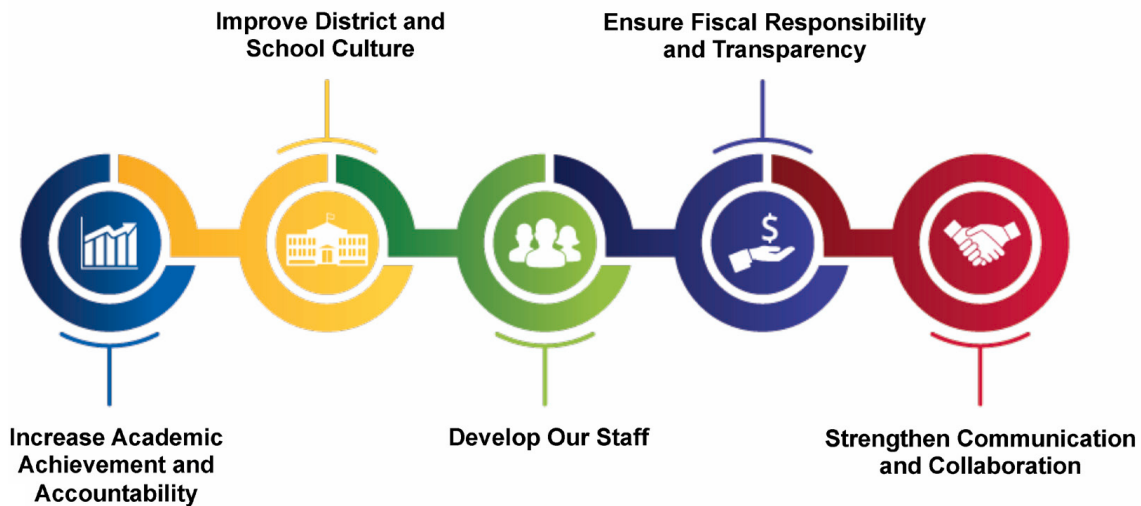 Improve District and
School Culture
Ensure Fiscal Responsibility
and Transparency
$
Increase Academic
Achievement and
Accountability
Develop Our Staff
Strengthen Communication
and Collaboration